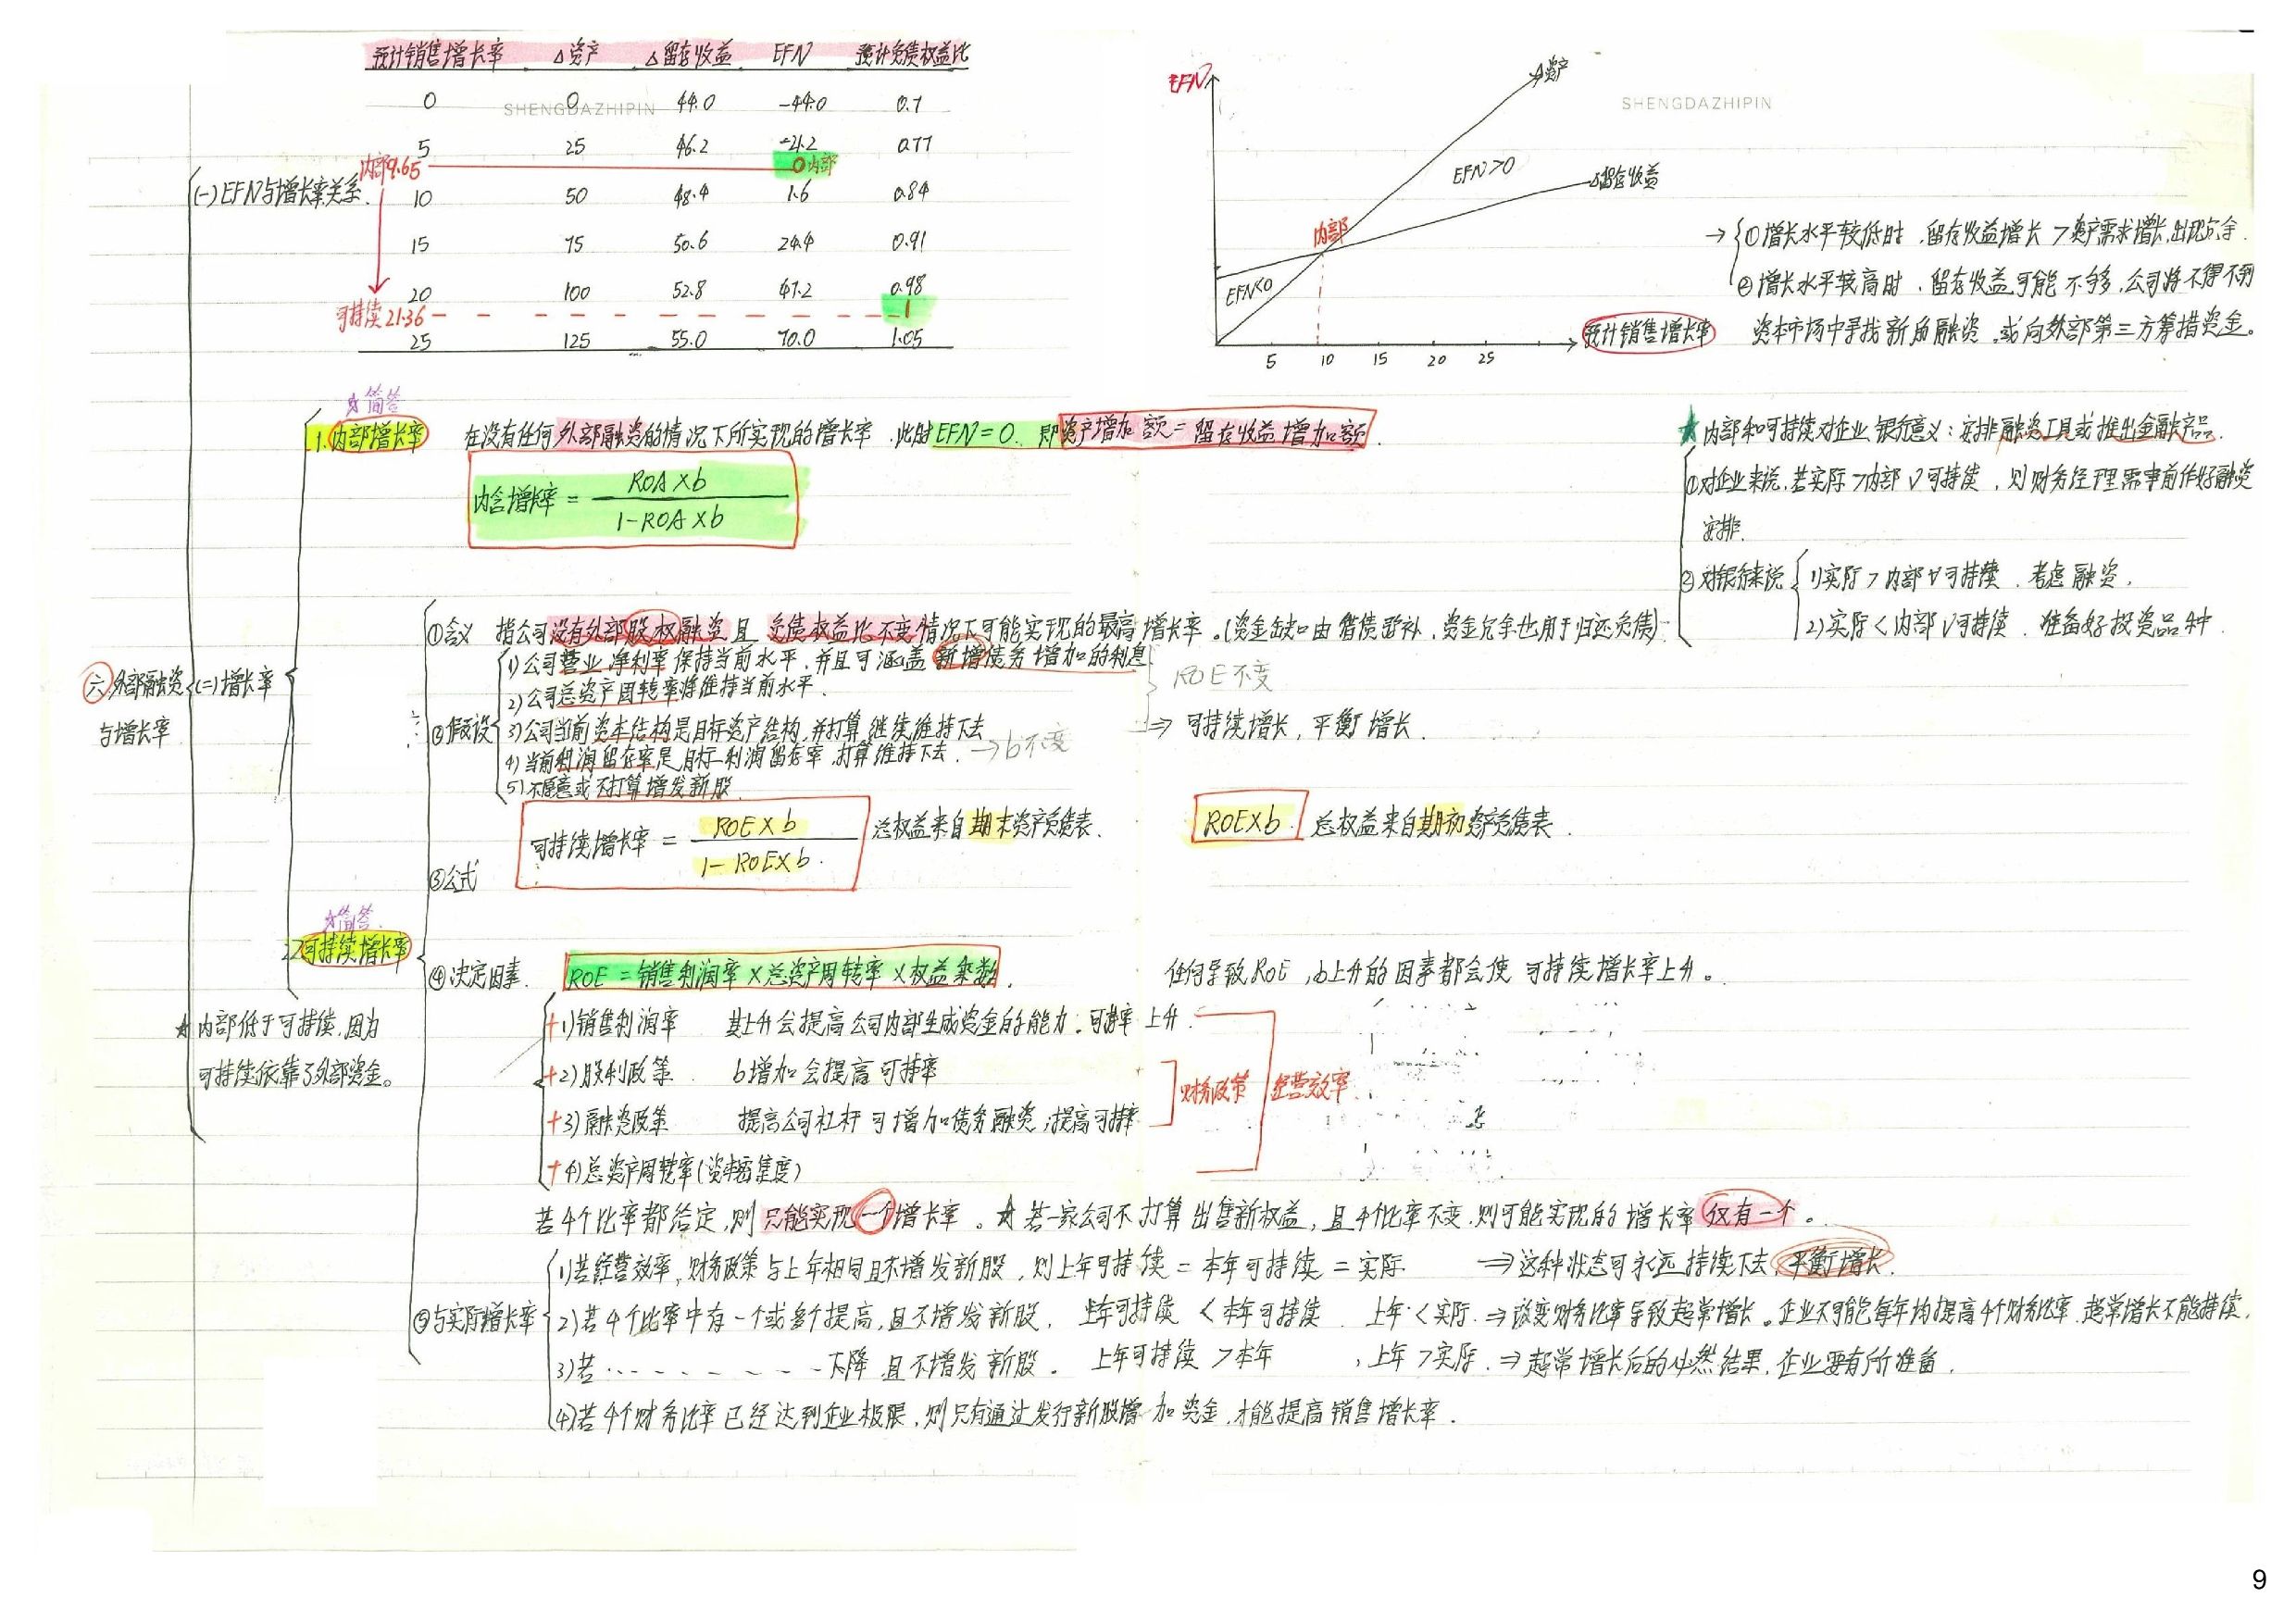 预计销售增长率 Δ资产 Δ留存收益 EFN 预计负债权益比
0 0 44.0 -44.0 0.7
SHENGDAZHIPIN
5 25 46.2 -21.2 0.77
内部9.65 0内部
10 50 48.4 1.6 0.84
15 75 50.6 24.4 0.91
20 100 52.8 47.2 0.98
可持续21.36 1
25 125 55.0 70.0 1.05
(一)EFN与增长率关系.
EFN
Δ资产
SHENGDAZHIPIN
EFN>0
Δ留存收益
内部
EFN<0
5 10 15 20 25
预计销售增长率
→①增长水平较低时,留存收益增长>资产需求增长,出现结余.
②增长水平较高时,留存收益可能不够,公司将不得不到
资本市场中寻找新的融资,或向外部第三方筹措资金。
六 外部融资
与增长率
(二)增长率
☆简答
1.内部增长率 在没有任何外部融资的情况下所实现的增长率,此时EFN=0.即资产增加额=留存收益增加额.
内含增长率 = ROA×b / 1-ROA×b
★内部和可持续对企业、银行意义:安排融资工具或推出金融产品.
①对企业来说,若实际>内部∨可持续,则财务经理需事前作好融资
安排.
②对银行来说 1)实际>内部∨可持续,考虑融资.
2)实际<内部∨可持续.准备好投资品种.
☆简答.
2.可持续增长率
①含义 指公司没有外部股权融资且负债权益比不变情况下可能实现的最高增长率.(资金缺口由借债弥补,资金冗余也用于归还负债)
②假设 1)公司营业净利率保持当前水平,并且可涵盖新增债务增加的利息
2)公司总资产周转率将维持当前水平.
ROE不变
3)公司当前资本结构是目标资产结构,并打算继续维持下去 ⇒ 可持续增长,平衡增长.
4)当前利润留存率是目标利润留存率,打算维持下去. → b不变
5)不愿意或不打算增发新股.
③公式 可持续增长率 = ROE×b / 1-ROE×b. 总权益来自期末资产负债表. ROE×b. 总权益来自期初资产负债表.
④决定因素. ROE=销售利润率×总资产周转率×权益乘数. 任何导致ROE,b上升的因素都会使可持续增长率上升。
+1)销售利润率 其上升会提高公司内部生成资金的能力.可持率上升.
+2)股利政策. b增加会提高可持率
+3)融资政策 提高公司杠杆可增加债务融资,提高可持率
财务政策 经营效率
+4)总资产周转率(资本密集度)
若4个比率都给定,则只能实现一个增长率。☆若一家公司不打算出售新权益,且4个比率不变,则可能实现的增长率仅有一个。
☆内部低于可持续,因为
可持续依靠了外部资金。
⑤与实际增长率 1)若经营效率,财务政策与上年相同且不增发新股,则上年可持续=本年可持续=实际 ⇒这种状态可永远持续下去,平衡增长.
2)若4个比率中有一个或多个提高,且不增发新股. 上年可持续<本年可持续. 上年<实际.⇒改变财务比率导致超常增长。企业不可能每年均提高4个财务比率.超常增长不能持续.
3)若…………下降 且不增发新股. 上年可持续>本年 ,上年>实际.⇒超常增长后的必然结果,企业要有所准备.
(4)若4个财务比率已经达到企业极限,则只有通过发行新股增加资金,才能提高销售增长率.
9